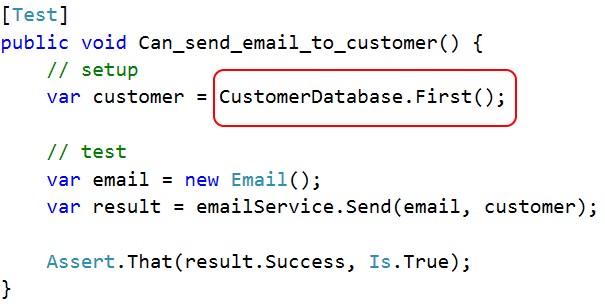 [Test]
public void Can_send_email_to_customer() {
    // setup
    var customer = CustomerDatabase.First();

    // test
    var email = new Email();
    var result = emailService.Send(email, customer);

    Assert.That(result.Success, Is.True);
}